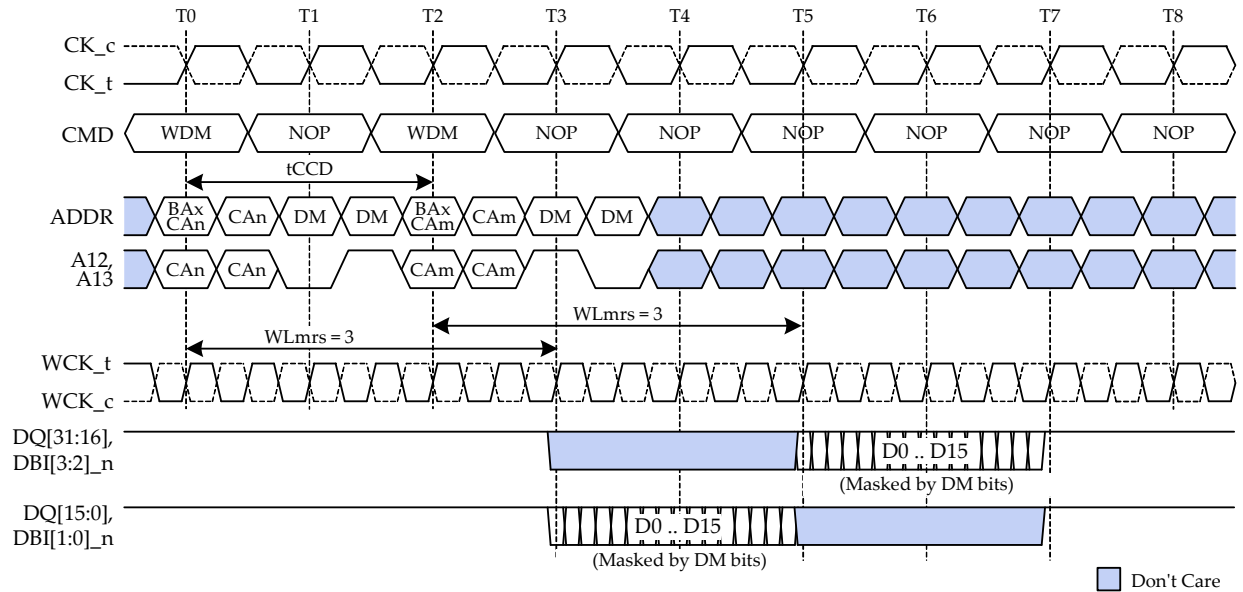 T0 T1 T2 T3 T4 T5 T6 T7 T8
CK_c
CK_t
CMD WDM NOP WDM NOP NOP NOP NOP NOP NOP
tCCD
ADDR BAx CAn CAn DM DM BAx CAm CAm DM DM
A12, A13 CAn CAn CAm CAm
WLmrs = 3
WLmrs = 3
WCK_t
WCK_c
DQ[31:16],
DBI[3:2]_n
D0 .. D15
(Masked by DM bits)
DQ[15:0],
DBI[1:0]_n
D0 .. D15
(Masked by DM bits)
Don't Care